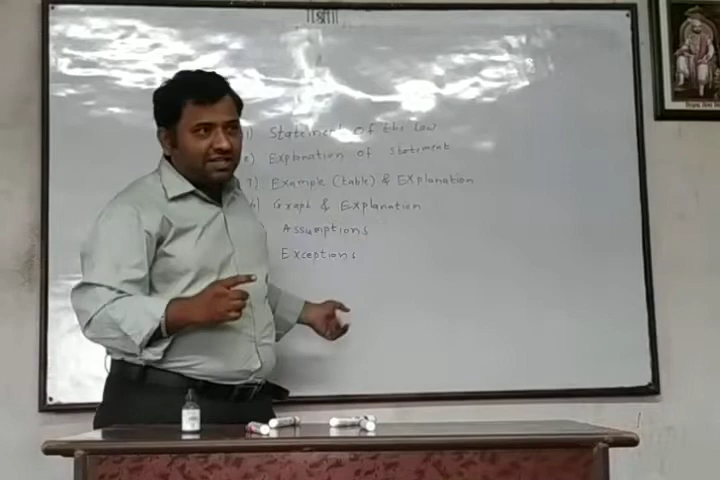 ||श्री||
1) Statement of the law
2) Explanation of statement
3) Example (table) & Explanation
4) Graph & Explanation
Assumptions
Exceptions